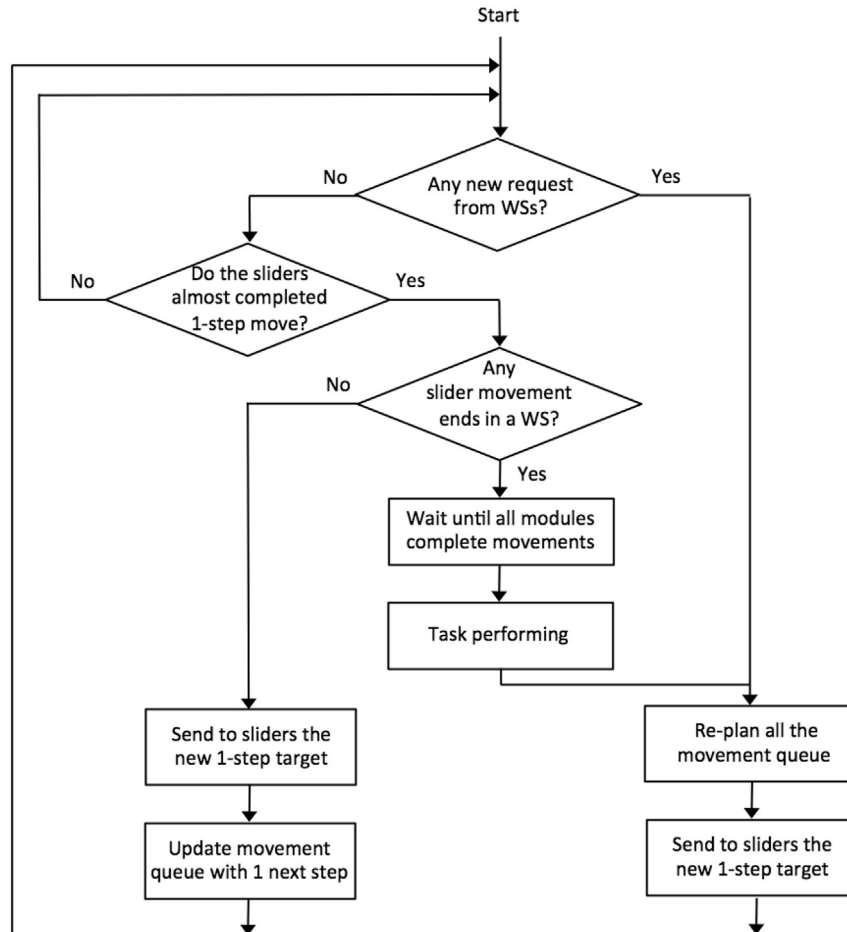 Start
No
Yes
Any new request
from WSs?
No
Do the sliders
almost completed
1-step move?
Yes
No
Any
slider movement
ends in a WS?
Yes
Wait until all modules
complete movements
Task performing
Send to sliders the
new 1-step target
Re-plan all the
movement queue
Update movement
queue with 1 next step
Send to sliders the
new 1-step target